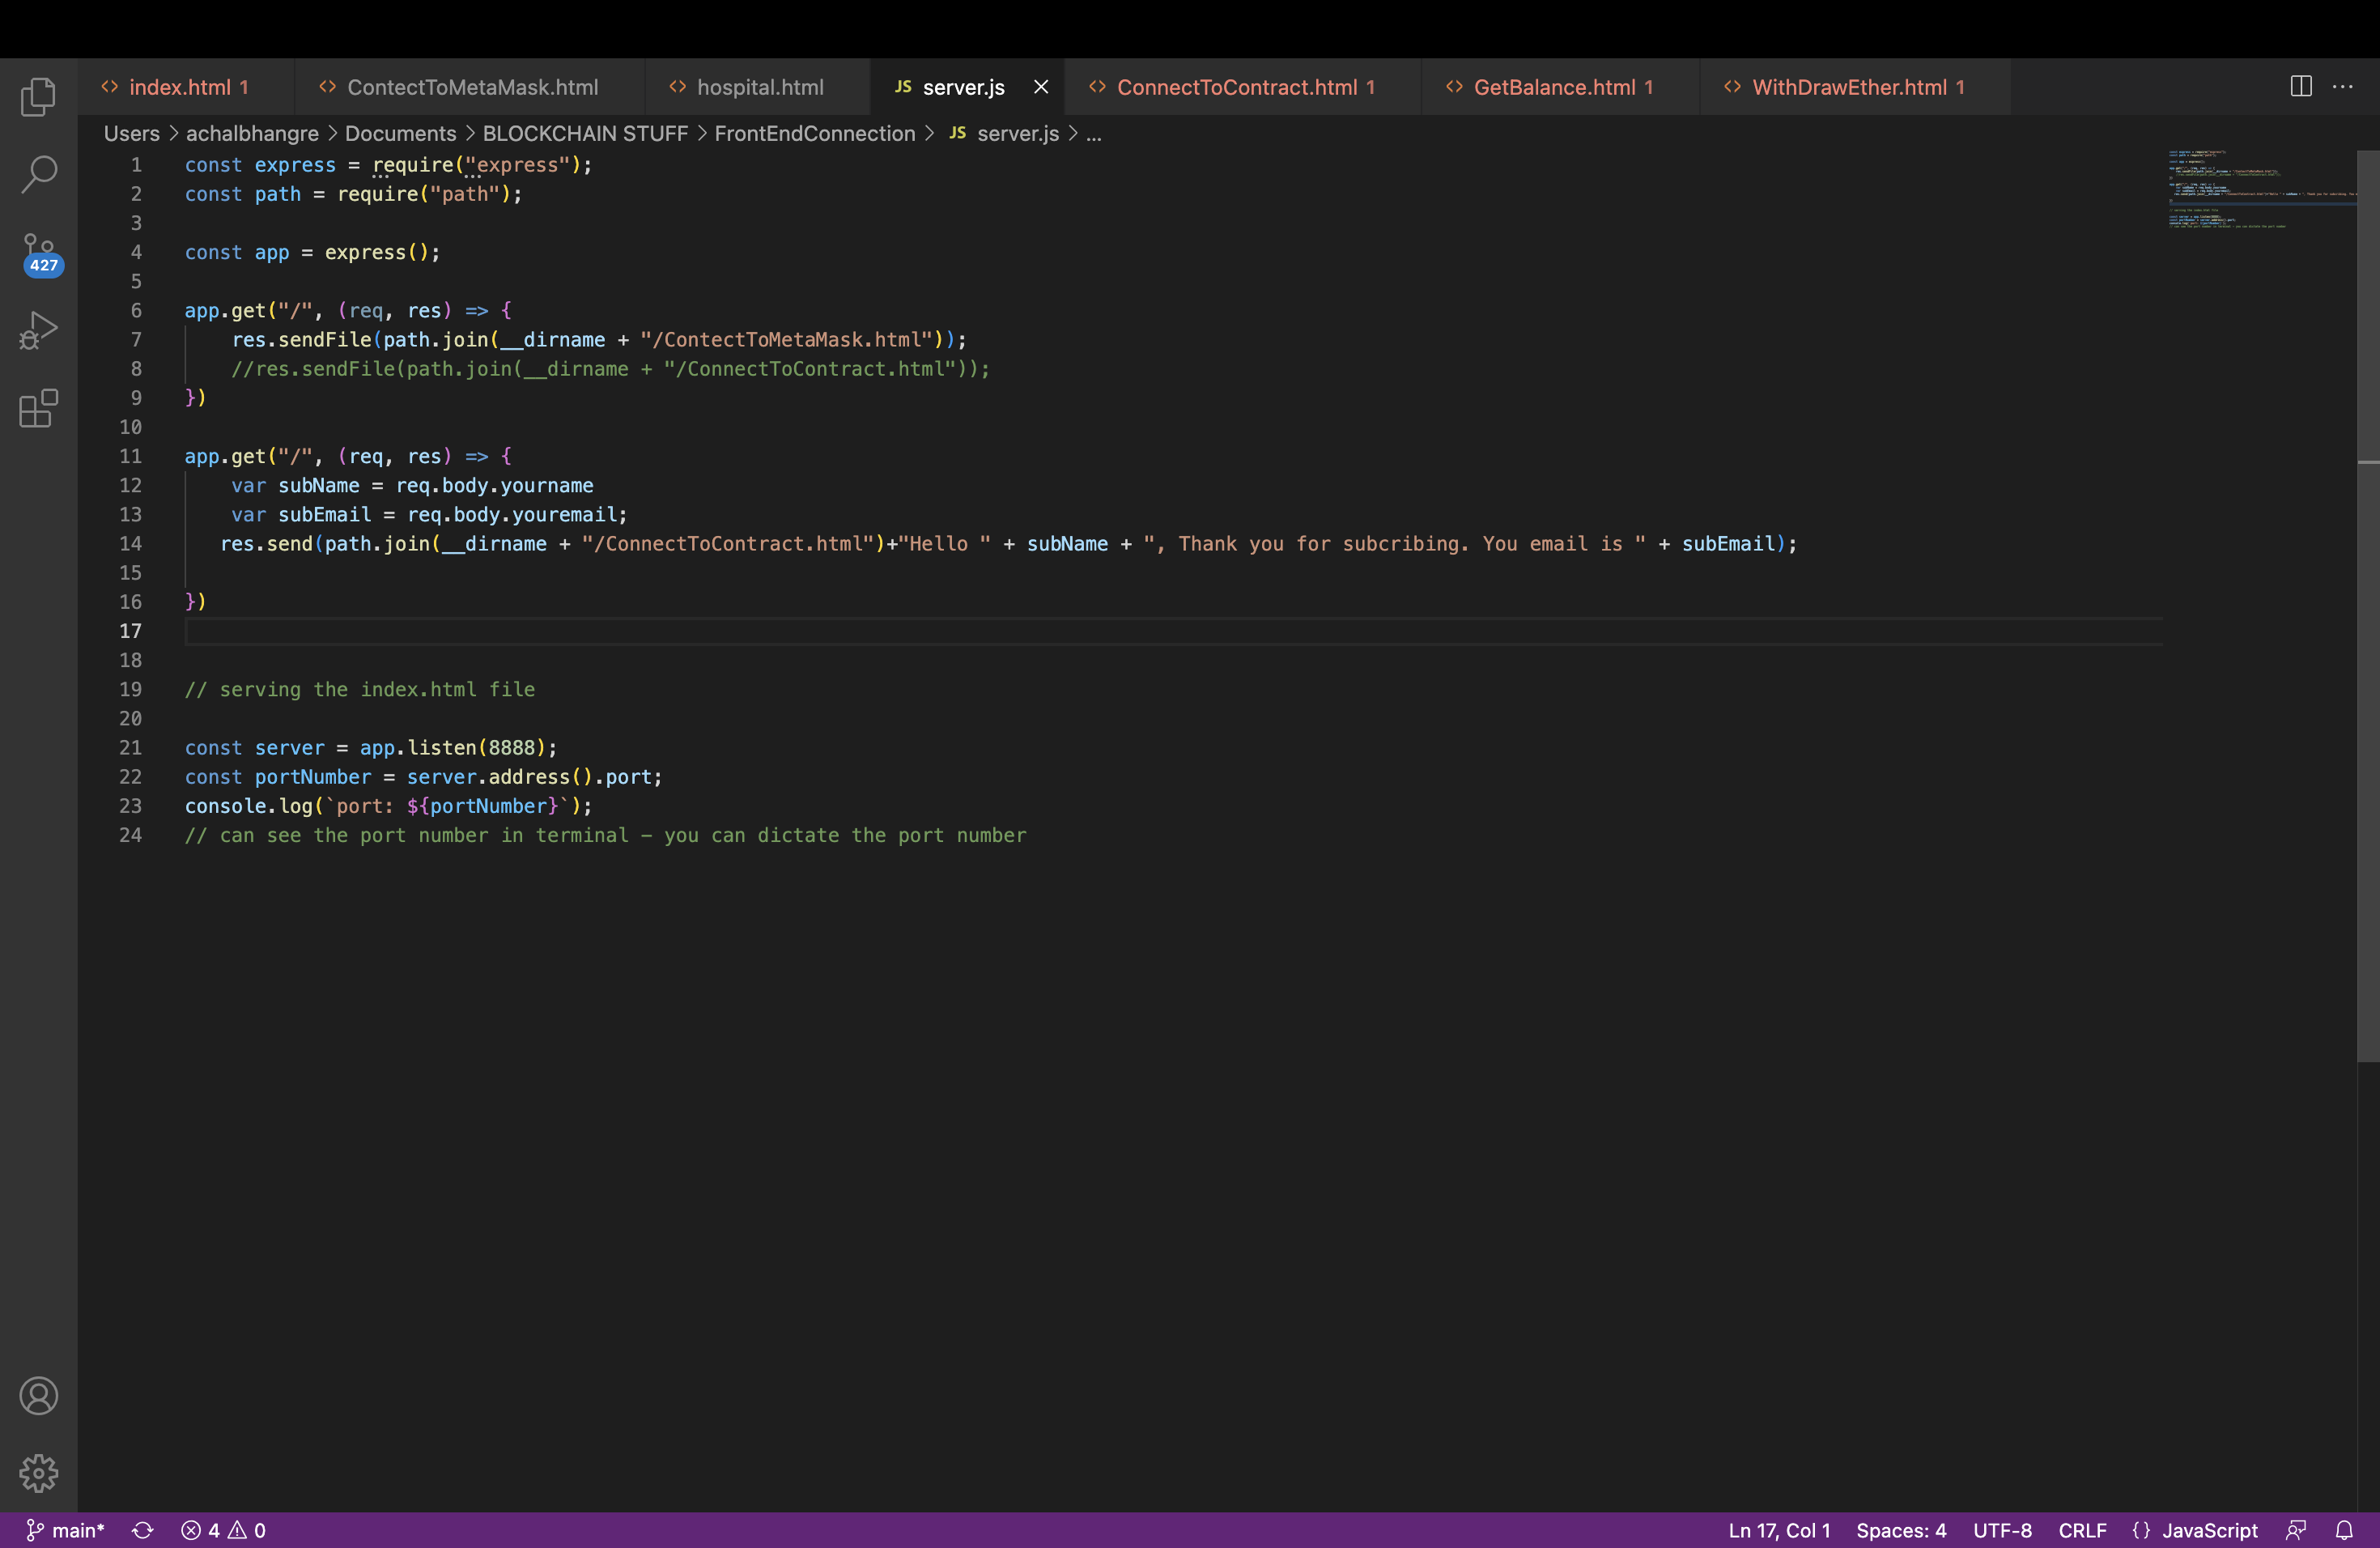 index.html 1 ContectToMetaMask.html hospital.html JS server.js ConnectToContract.html 1 GetBalance.html 1 WithDrawEther.html 1
Users > achalbhangre > Documents > BLOCKCHAIN STUFF > FrontEndConnection > JS server.js > ...
1 const express = require("express");
2 const path = require("path");
3
4 const app = express();
5
6 app.get("/", (req, res) => {
7     res.sendFile(path.join(__dirname + "/ContectToMetaMask.html"));
8     //res.sendFile(path.join(__dirname + "/ConnectToContract.html"));
9 })
10
11 app.get("/", (req, res) => {
12     var subName = req.body.yourname
13     var subEmail = req.body.youremail;
14    res.send(path.join(__dirname + "/ConnectToContract.html")+"Hello " + subName + ", Thank you for subcribing. You email is " + subEmail);
15
16 })
17
18
19 // serving the index.html file
20
21 const server = app.listen(8888);
22 const portNumber = server.address().port;
23 console.log(`port: ${portNumber}`);
24 // can see the port number in terminal – you can dictate the port number
427
main* 4 0 Ln 17, Col 1 Spaces: 4 UTF-8 CRLF {} JavaScript